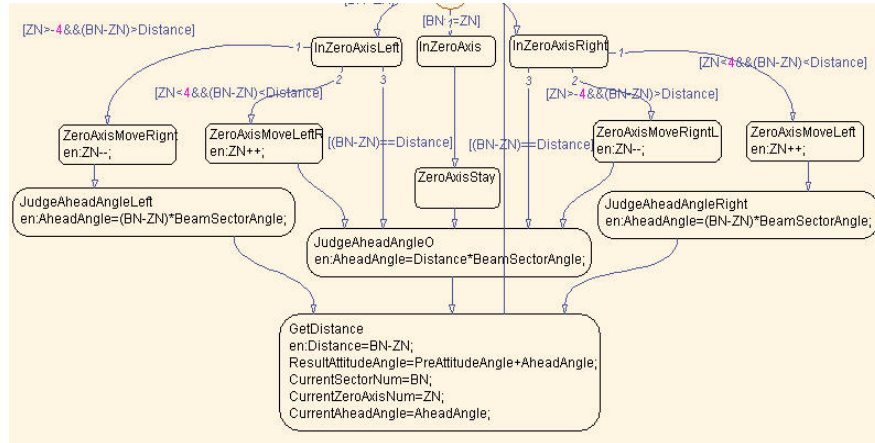 [BN!=ZN]
[ZN>-4&&(BN-ZN)>Distance]
1
InZeroAxisLeft
InZeroAxis
InZeroAxisRight
1
2
3
3
2
[ZN<4&&(BN-ZN)<Distance]
[ZN<4&&(BN-ZN)<Distance]
[ZN>-4&&(BN-ZN)>Distance]
ZeroAxisMoveRignt
en:ZN--;
ZeroAxisMoveLeftR
en:ZN++;
[(BN-ZN)==Distance]
[(BN-ZN)==Distance]
ZeroAxisMoveRigntL
en:ZN--;
ZeroAxisMoveLeft
en:ZN++;
ZeroAxisStay
JudgeAheadAngleLeft
en:AheadAngle=(BN-ZN)*BeamSectorAngle;
JudgeAheadAngleRight
en:AheadAngle=(BN-ZN)*BeamSectorAngle;
JudgeAheadAngleO
en:AheadAngle=Distance*BeamSectorAngle;
GetDistance
en:Distance=BN-ZN;
ResultAttitudeAngle=PreAttitudeAngle+AheadAngle;
CurrentSectorNum=BN;
CurrentZeroAxisNum=ZN;
CurrentAheadAngle=AheadAngle;